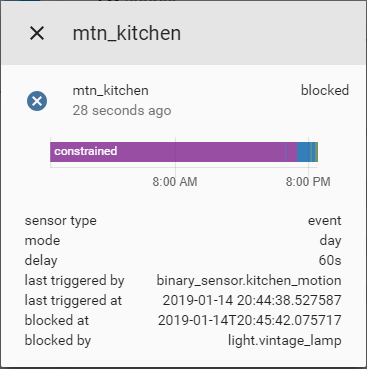 mtn_kitchen
mtn_kitchen blocked
28 seconds ago
constrained
8:00 AM 8:00 PM
sensor type event
mode day
delay 60s
last triggered by binary_sensor.kitchen_motion
last triggered at 2019-01-14 20:44:38.527587
blocked at 2019-01-14T20:45:42.075717
blocked by light.vintage_lamp